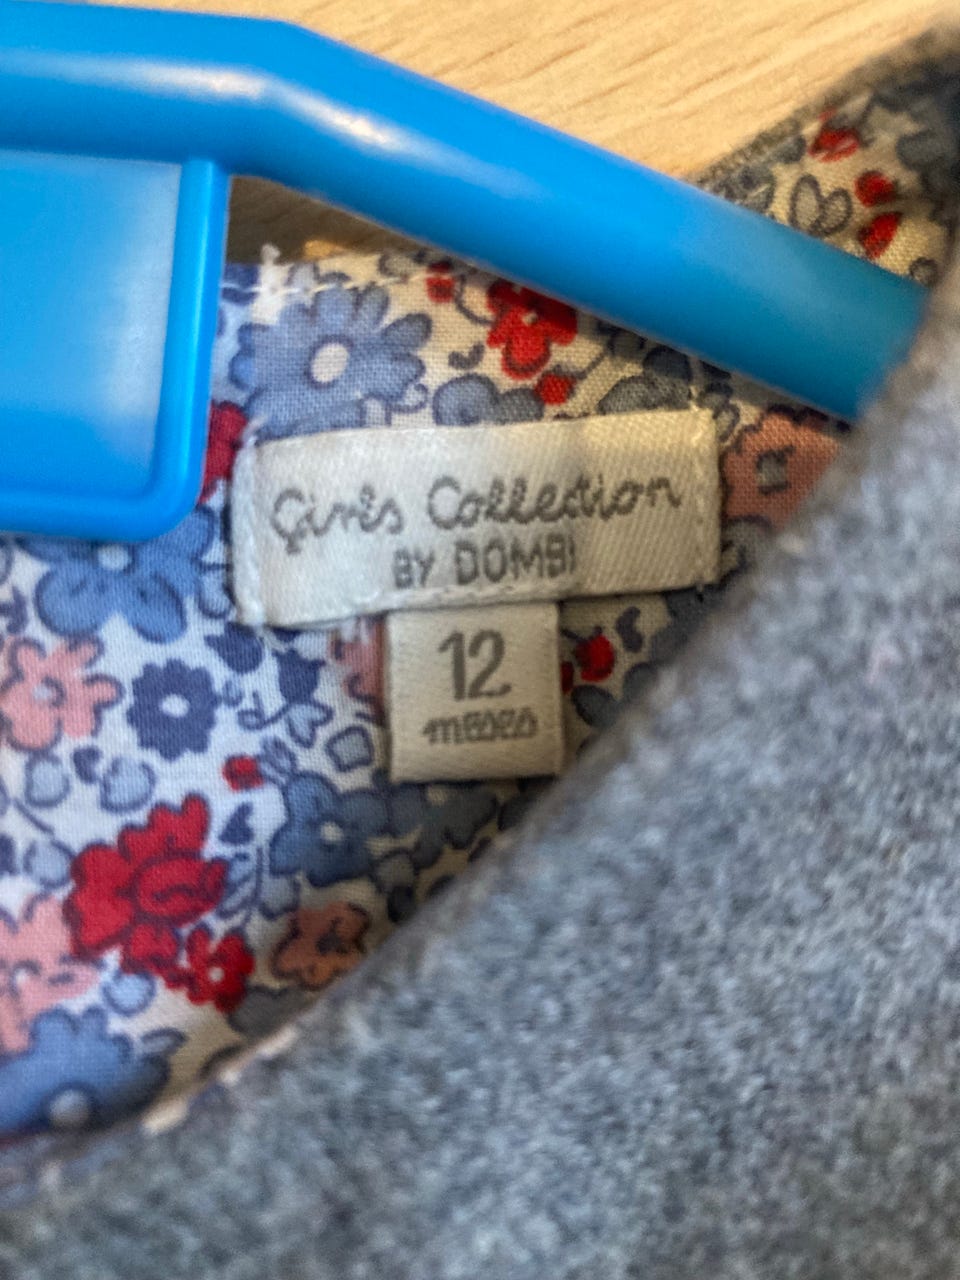 Girls Collection
BY DOMBI
12
meses